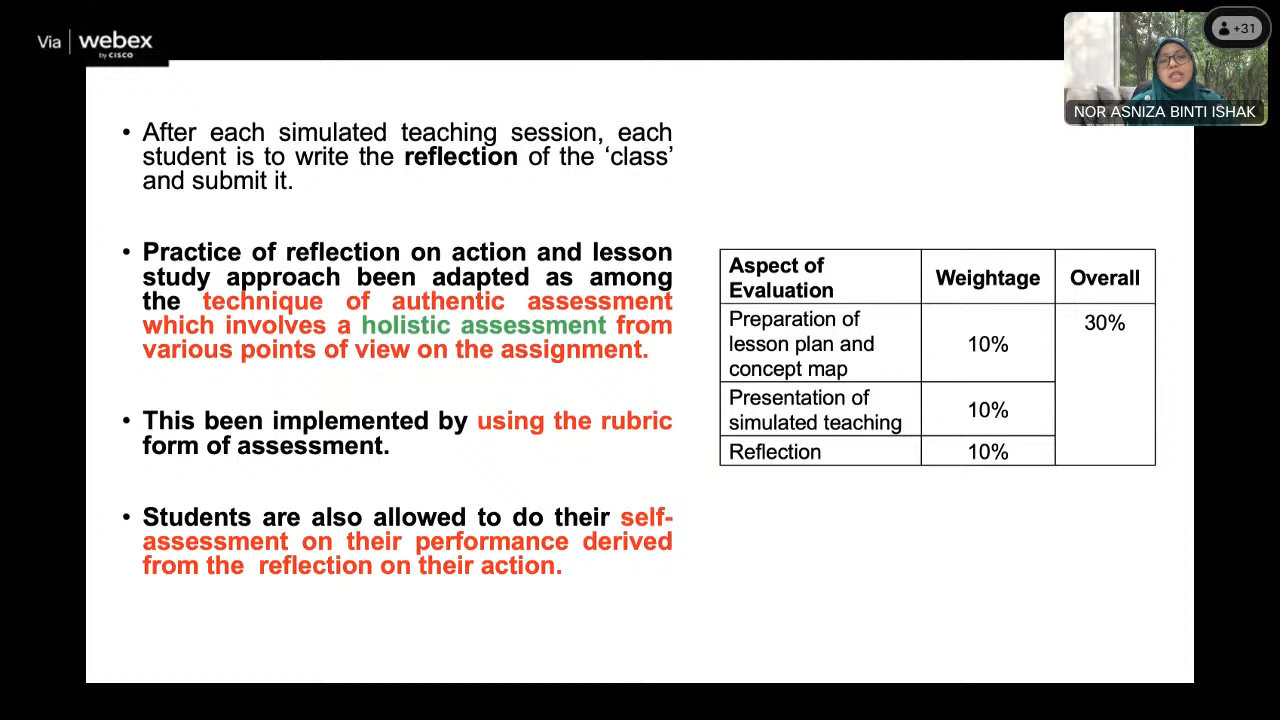 Via webex
by CISCO
+31
NOR ASNIZA BINTI ISHAK
• After each simulated teaching session, each
student is to write the reflection of the ‘class’
and submit it.
• Practice of reflection on action and lesson
study approach been adapted as among
the technique of authentic assessment
which involves a holistic assessment from
various points of view on the assignment.
• This been implemented by using the rubric
form of assessment.
• Students are also allowed to do their self-
assessment on their performance derived
from the reflection on their action.
Aspect of
Evaluation
Weightage
Overall
Preparation of
lesson plan and
concept map
10%
30%
Presentation of
simulated teaching
10%
Reflection
10%